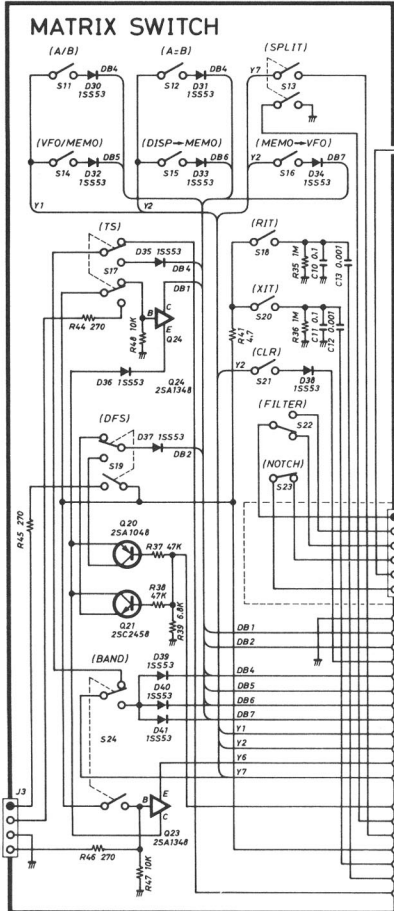 MATRIX SWITCH
(A/B)
DB4
S11
D30
1SS53
(A=B)
DB4
S12
D31
1SS53
(SPLIT)
Y7
S13
(VFO/MEMO)
DB5
S14
D32
1SS53
Y1
(DISP→MEMO)
DB6
S15
D33
1SS53
Y2
(MEMO→VFO)
Y2
DB7
S16
D34
1SS53
(TS)
D35 1SS53
S17
DB4
DB1
R44 270
R48 10K
B
C
E
Q24
D36 1SS53
Q24
2SA1348
(RIT)
S18
R35 1M
C10 0.1
C13 0.001
(XIT)
S20
R41
4.7
R36 1M
C11 0.1
C12 0.001
(CLR)
Y2
S21
D38
1SS53
(FILTER)
S22
(NOTCH)
S23
(DFS)
D37 1SS53
S19
DB2
R45 270
Q20
2SA1048
R37 47K
R38
47K
R39 6.8K
Q21
2SC2458
DB1
DB2
(BAND)
D39
1SS53
DB4
D40
1SS53
DB5
DB6
D41
1SS53
DB7
Y1
S24
Y2
Y6
Y7
J3
B
E
C
Q23
2SA1348
R46 270
R47 10K